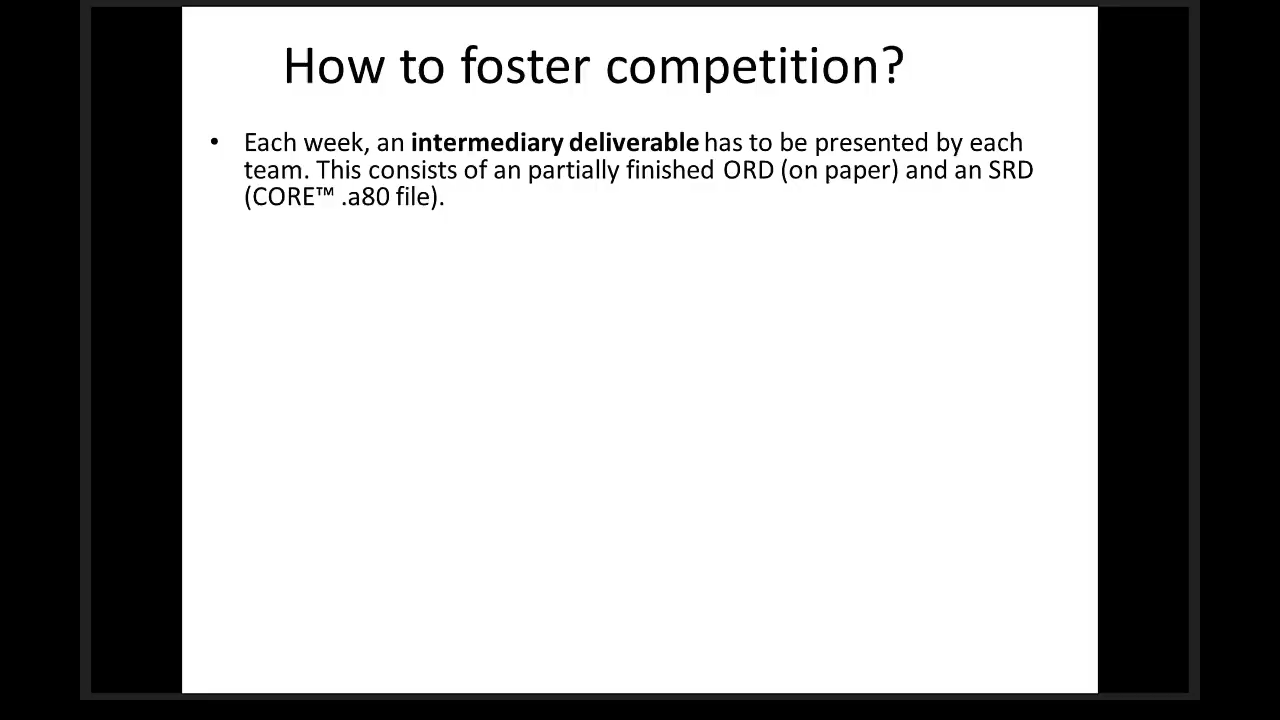 How to foster competition?
• Each week, an intermediary deliverable has to be presented by each
team. This consists of an partially finished ORD (on paper) and an SRD
(CORE™ .a80 file).